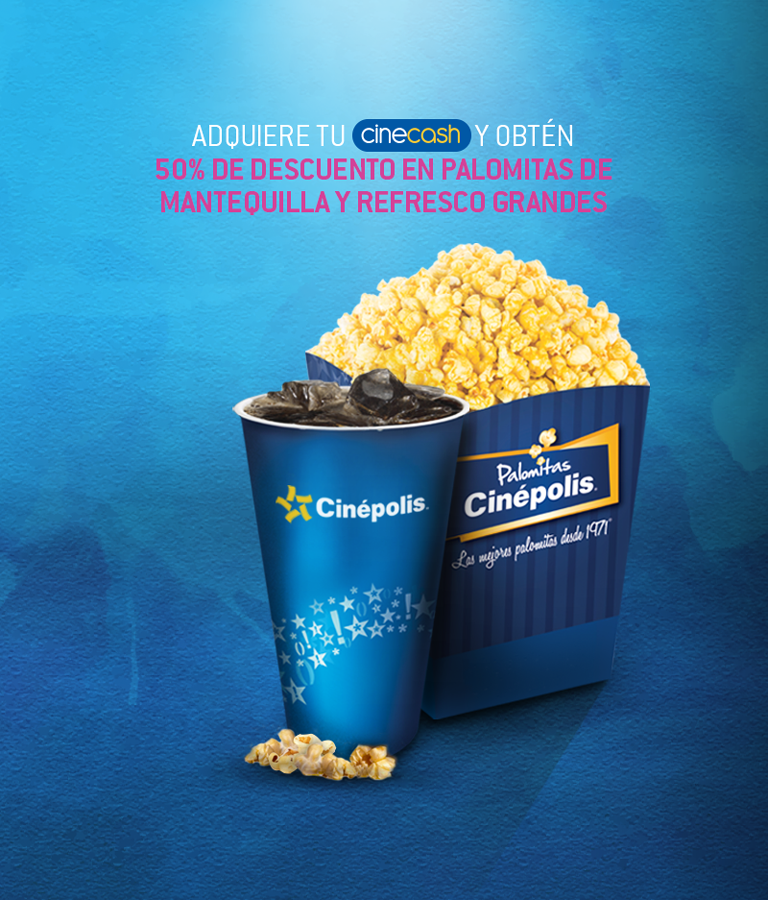 ADQUIERE TU cinecash Y OBTÉN
50% DE DESCUENTO EN PALOMITAS DE
MANTEQUILLA Y REFRESCO GRANDES
Palomitas
Cinépolis.
Las mejores palomitas desde 1971
Cinépolis.